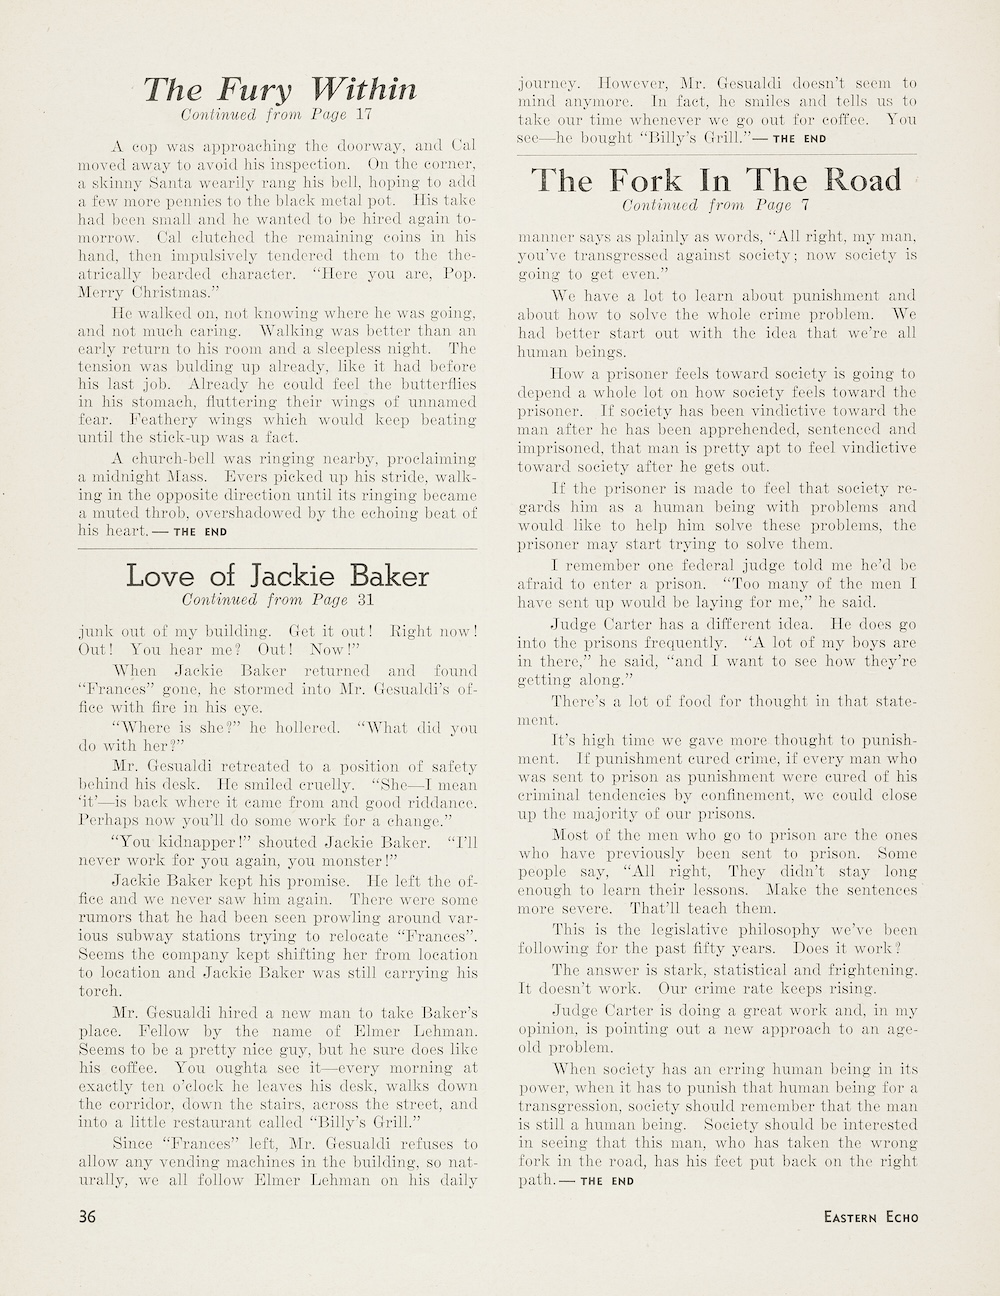 The Fury Within
Continued from Page 17
A cop was approaching the doorway, and Cal
moved away to avoid his inspection. On the corner,
a skinny Santa wearily rang his bell, hoping to add
a few more pennies to the black metal pot. His take
had been small and he wanted to be hired again to-
morrow. Cal clutched the remaining coins in his
hand, then impulsively tendered them to the the-
atrically bearded character. "Here you are, Pop.
Merry Christmas."
He walked on, not knowing where he was going,
and not much caring. Walking was better than an
early return to his room and a sleepless night. The
tension was bulding up already, like it had before
his last job. Already he could feel the butterflies
in his stomach, fluttering their wings of unnamed
fear. Feathery wings which would keep beating
until the stick-up was a fact.
A church-bell was ringing nearby, proclaiming
a midnight Mass. Evers picked up his stride, walk-
ing in the opposite direction until its ringing became
a muted throb, overshadowed by the echoing beat of
his heart.— THE END
Love of Jackie Baker
Continued from Page 31
junk out of my building. Get it out! Right now!
Out! You hear me? Out! Now!"
When Jackie Baker returned and found
"Frances" gone, he stormed into Mr. Gesualdi's of-
fice with fire in his eye.
"Where is she?" he hollered. "What did you
do with her?"
Mr. Gesualdi retreated to a position of safety
behind his desk. He smiled cruelly. "She—I mean
'it'—is back where it came from and good riddance.
Perhaps now you'll do some work for a change."
"You kidnapper!" shouted Jackie Baker. "I'll
never work for you again, you monster!"
Jackie Baker kept his promise. He left the of-
fice and we never saw him again. There were some
rumors that he had been seen prowling around var-
ious subway stations trying to relocate "Frances".
Seems the company kept shifting her from location
to location and Jackie Baker was still carrying his
torch.
Mr. Gesualdi hired a new man to take Baker's
place. Fellow by the name of Elmer Lehman.
Seems to be a pretty nice guy, but he sure does like
his coffee. You oughta see it—every morning at
exactly ten o'clock he leaves his desk, walks down
the corridor, down the stairs, across the street, and
into a little restaurant called "Billy's Grill."
Since "Frances" left, Mr. Gesualdi refuses to
allow any vending machines in the building, so nat-
urally, we all follow Elmer Lehman on his daily
journey. However, Mr. Gesualdi doesn't seem to
mind anymore. In fact, he smiles and tells us to
take our time whenever we go out for coffee. You
see—he bought "Billy's Grill."— THE END
The Fork In The Road
Continued from Page 7
manner says as plainly as words, "All right, my man,
you've transgressed against society; now society is
going to get even."
We have a lot to learn about punishment and
about how to solve the whole crime problem. We
had better start out with the idea that we're all
human beings.
How a prisoner feels toward society is going to
depend a whole lot on how society feels toward the
prisoner. If society has been vindictive toward the
man after he has been apprehended, sentenced and
imprisoned, that man is pretty apt to feel vindictive
toward society after he gets out.
If the prisoner is made to feel that society re-
gards him as a human being with problems and
would like to help him solve these problems, the
prisoner may start trying to solve them.
I remember one federal judge told me he'd be
afraid to enter a prison. "Too many of the men I
have sent up would be laying for me," he said.
Judge Carter has a different idea. He does go
into the prisons frequently. "A lot of my boys are
in there," he said, "and I want to see how they're
getting along."
There's a lot of food for thought in that state-
ment.
It's high time we gave more thought to punish-
ment. If punishment cured crime, if every man who
was sent to prison as punishment were cured of his
criminal tendencies by confinement, we could close
up the majority of our prisons.
Most of the men who go to prison are the ones
who have previously been sent to prison. Some
people say, "All right, They didn't stay long
enough to learn their lessons. Make the sentences
more severe. That'll teach them.
This is the legislative philosophy we've been
following for the past fifty years. Does it work?
The answer is stark, statistical and frightening.
It doesn't work. Our crime rate keeps rising.
Judge Carter is doing a great work and, in my
opinion, is pointing out a new approach to an age-
old problem.
When society has an erring human being in its
power, when it has to punish that human being for a
transgression, society should remember that the man
is still a human being. Society should be interested
in seeing that this man, who has taken the wrong
fork in the road, has his feet put back on the right
path.— THE END
36
EASTERN ECHO